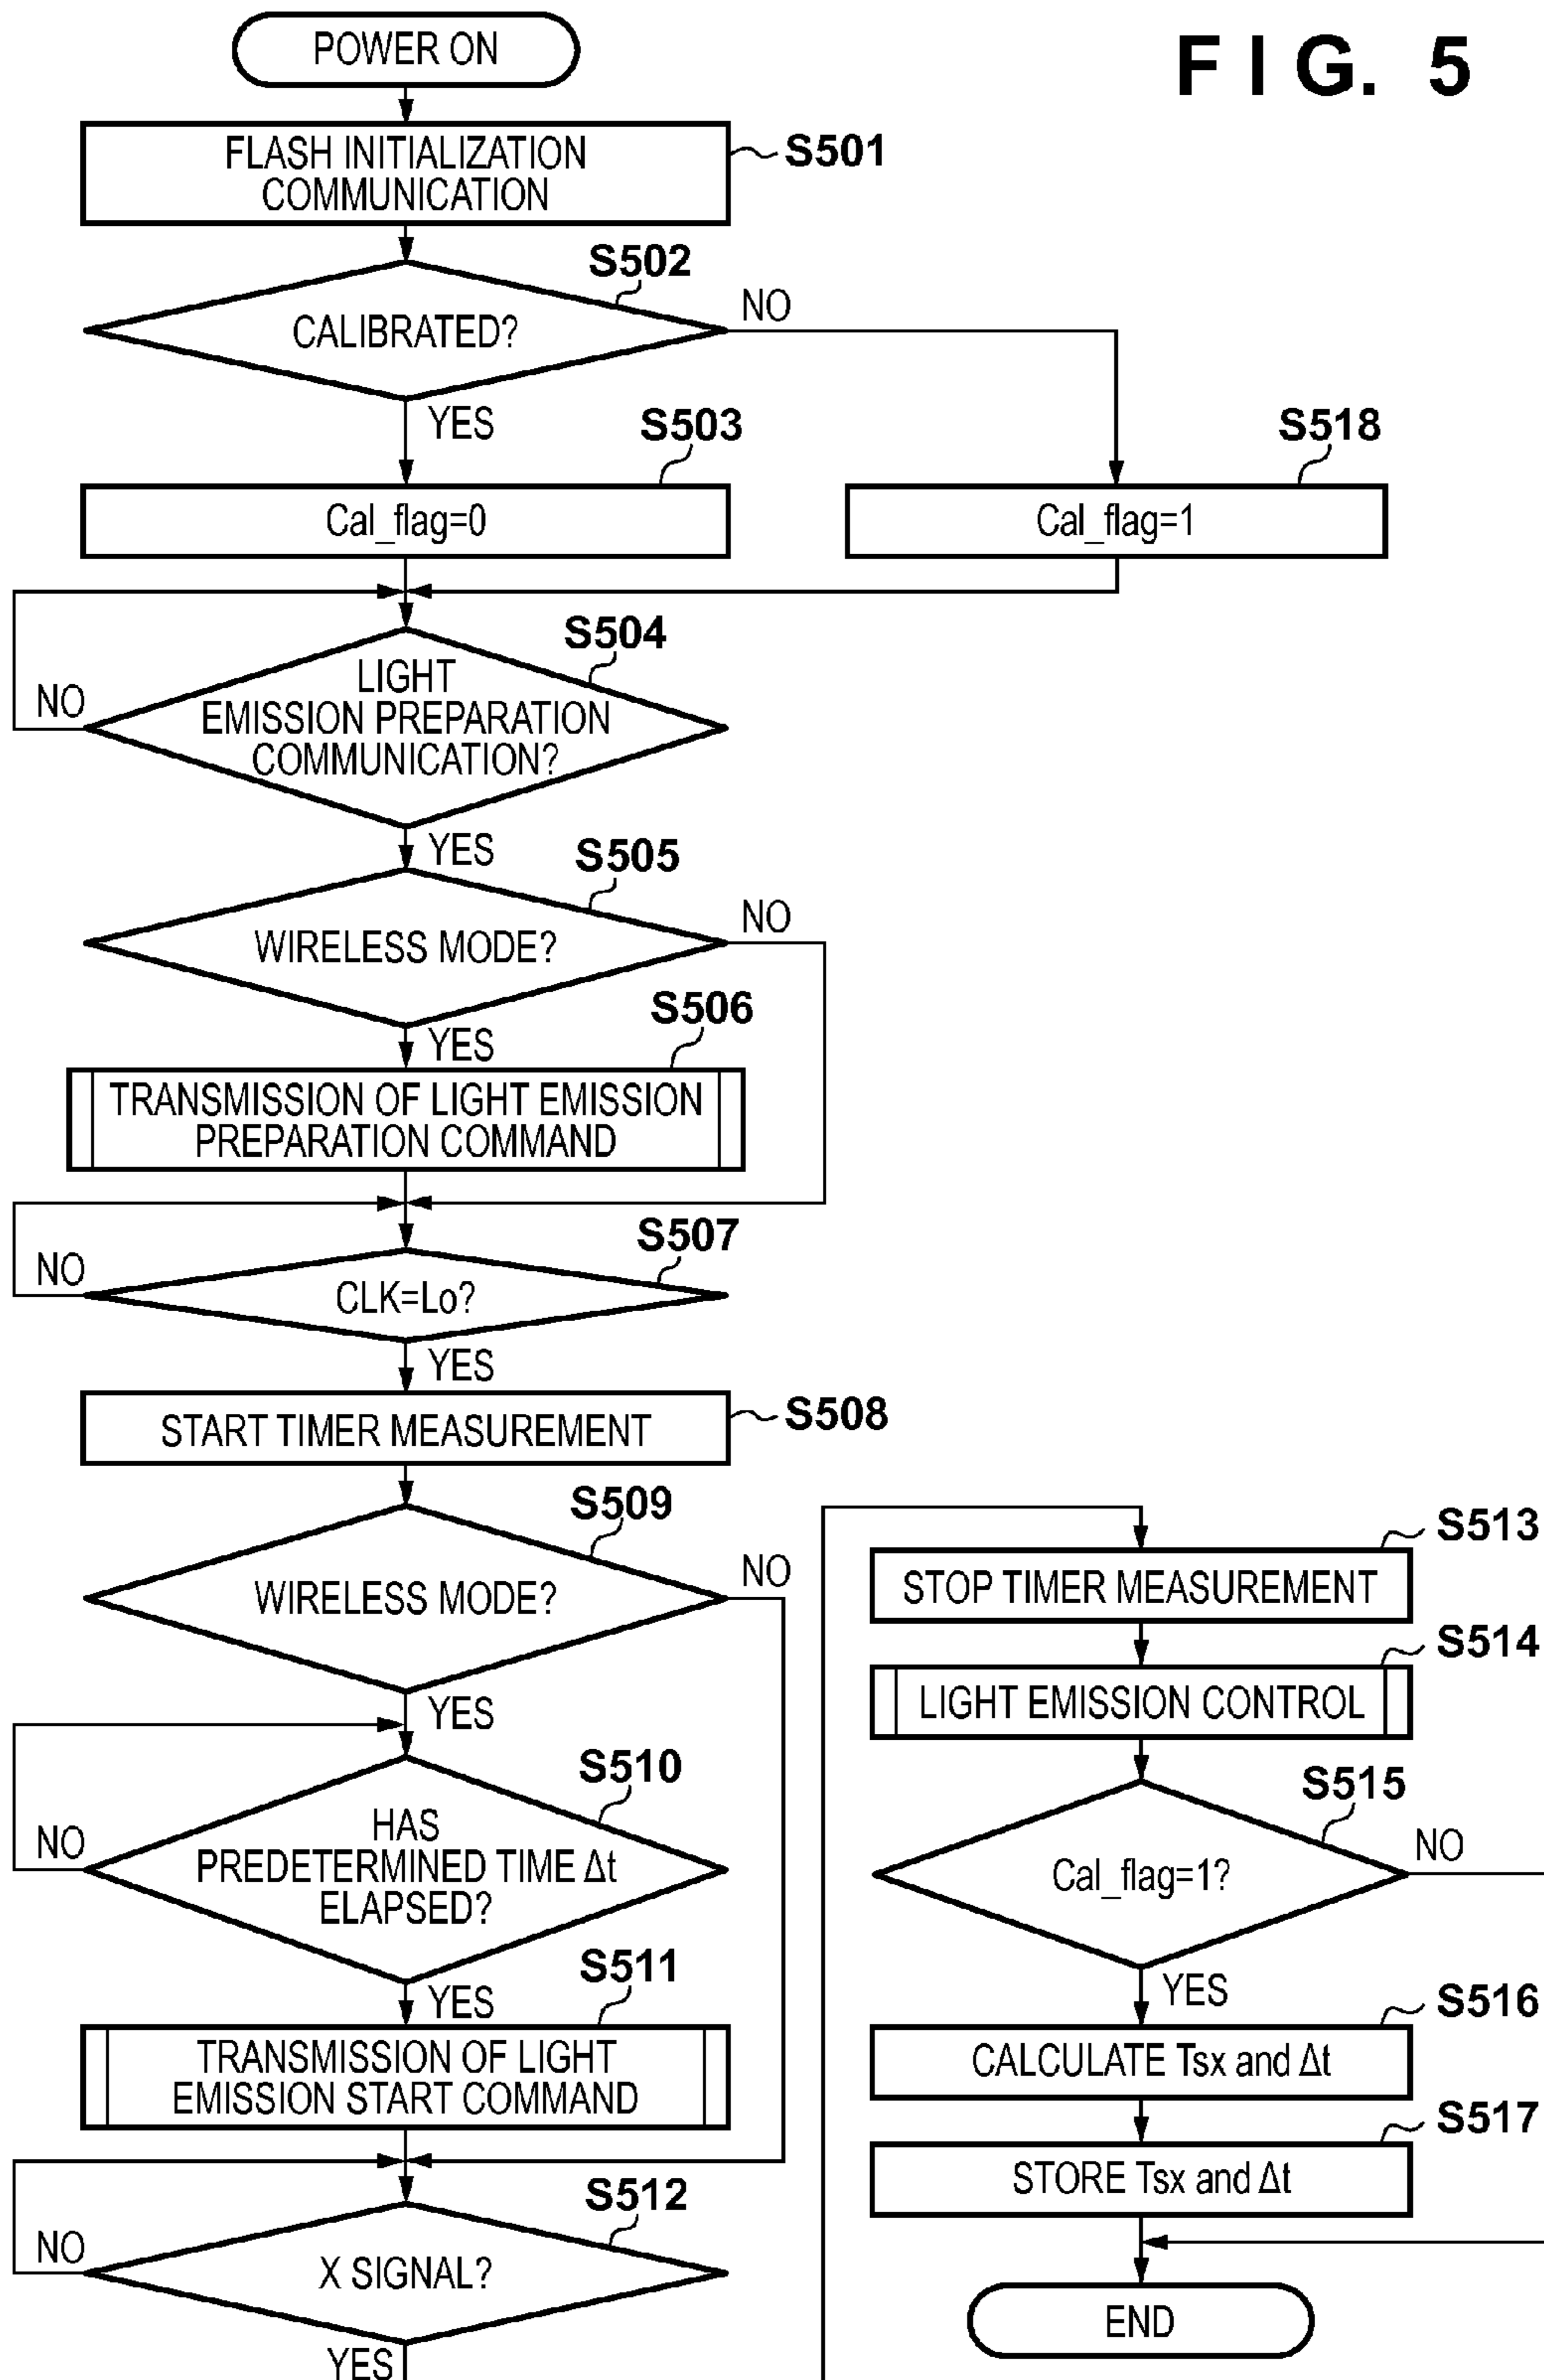 FIG. 5
POWER ON
FLASH INITIALIZATION
COMMUNICATION
S501
S502
CALIBRATED?
NO
YES
S503
Cal_flag=0
S518
Cal_flag=1
S504
LIGHT
EMISSION PREPARATION
COMMUNICATION?
NO
YES
S505
WIRELESS MODE?
NO
YES
S506
TRANSMISSION OF LIGHT EMISSION
PREPARATION COMMAND
S507
CLK=Lo?
NO
YES
START TIMER MEASUREMENT
S508
S509
WIRELESS MODE?
NO
YES
S510
HAS
PREDETERMINED TIME Δt
ELAPSED?
NO
YES
S511
TRANSMISSION OF LIGHT
EMISSION START COMMAND
S512
X SIGNAL?
NO
YES
S513
STOP TIMER MEASUREMENT
S514
LIGHT EMISSION CONTROL
S515
Cal_flag=1?
NO
YES
S516
CALCULATE Tsx and Δt
S517
STORE Tsx and Δt
END